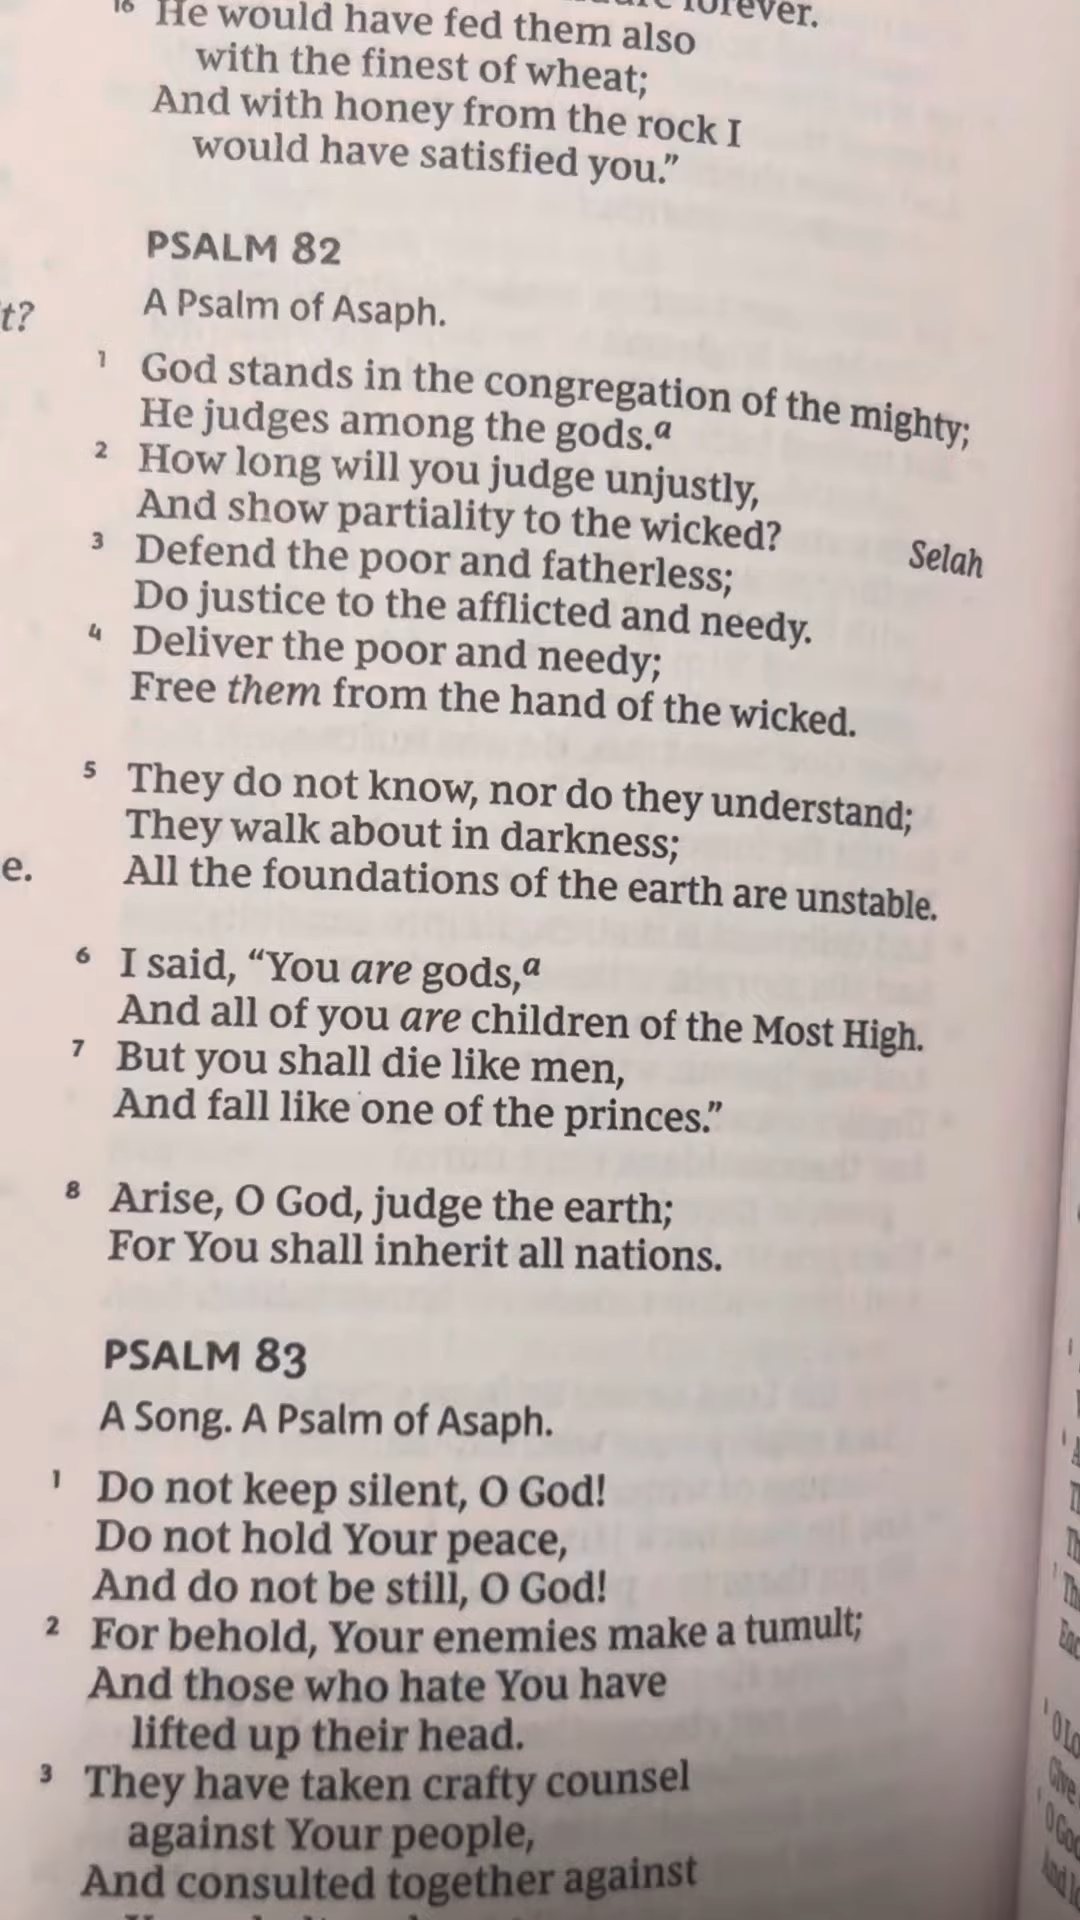 forever.
16 He would have fed them also
with the finest of wheat;
And with honey from the rock I
would have satisfied you."
PSALM 82
A Psalm of Asaph.
t?
1 God stands in the congregation of the mighty;
He judges among the gods.a
2 How long will you judge unjustly,
And show partiality to the wicked? Selah
3 Defend the poor and fatherless;
Do justice to the afflicted and needy.
4 Deliver the poor and needy;
Free them from the hand of the wicked.
5 They do not know, nor do they understand;
They walk about in darkness;
e.
All the foundations of the earth are unstable.
6 I said, "You are gods,a
And all of you are children of the Most High.
7 But you shall die like men,
And fall like one of the princes."
8 Arise, O God, judge the earth;
For You shall inherit all nations.
PSALM 83
A Song. A Psalm of Asaph.
1 Do not keep silent, O God!
Do not hold Your peace,
And do not be still, O God!
2 For behold, Your enemies make a tumult;
And those who hate You have
lifted up their head.
3 They have taken crafty counsel
against Your people,
And consulted together against